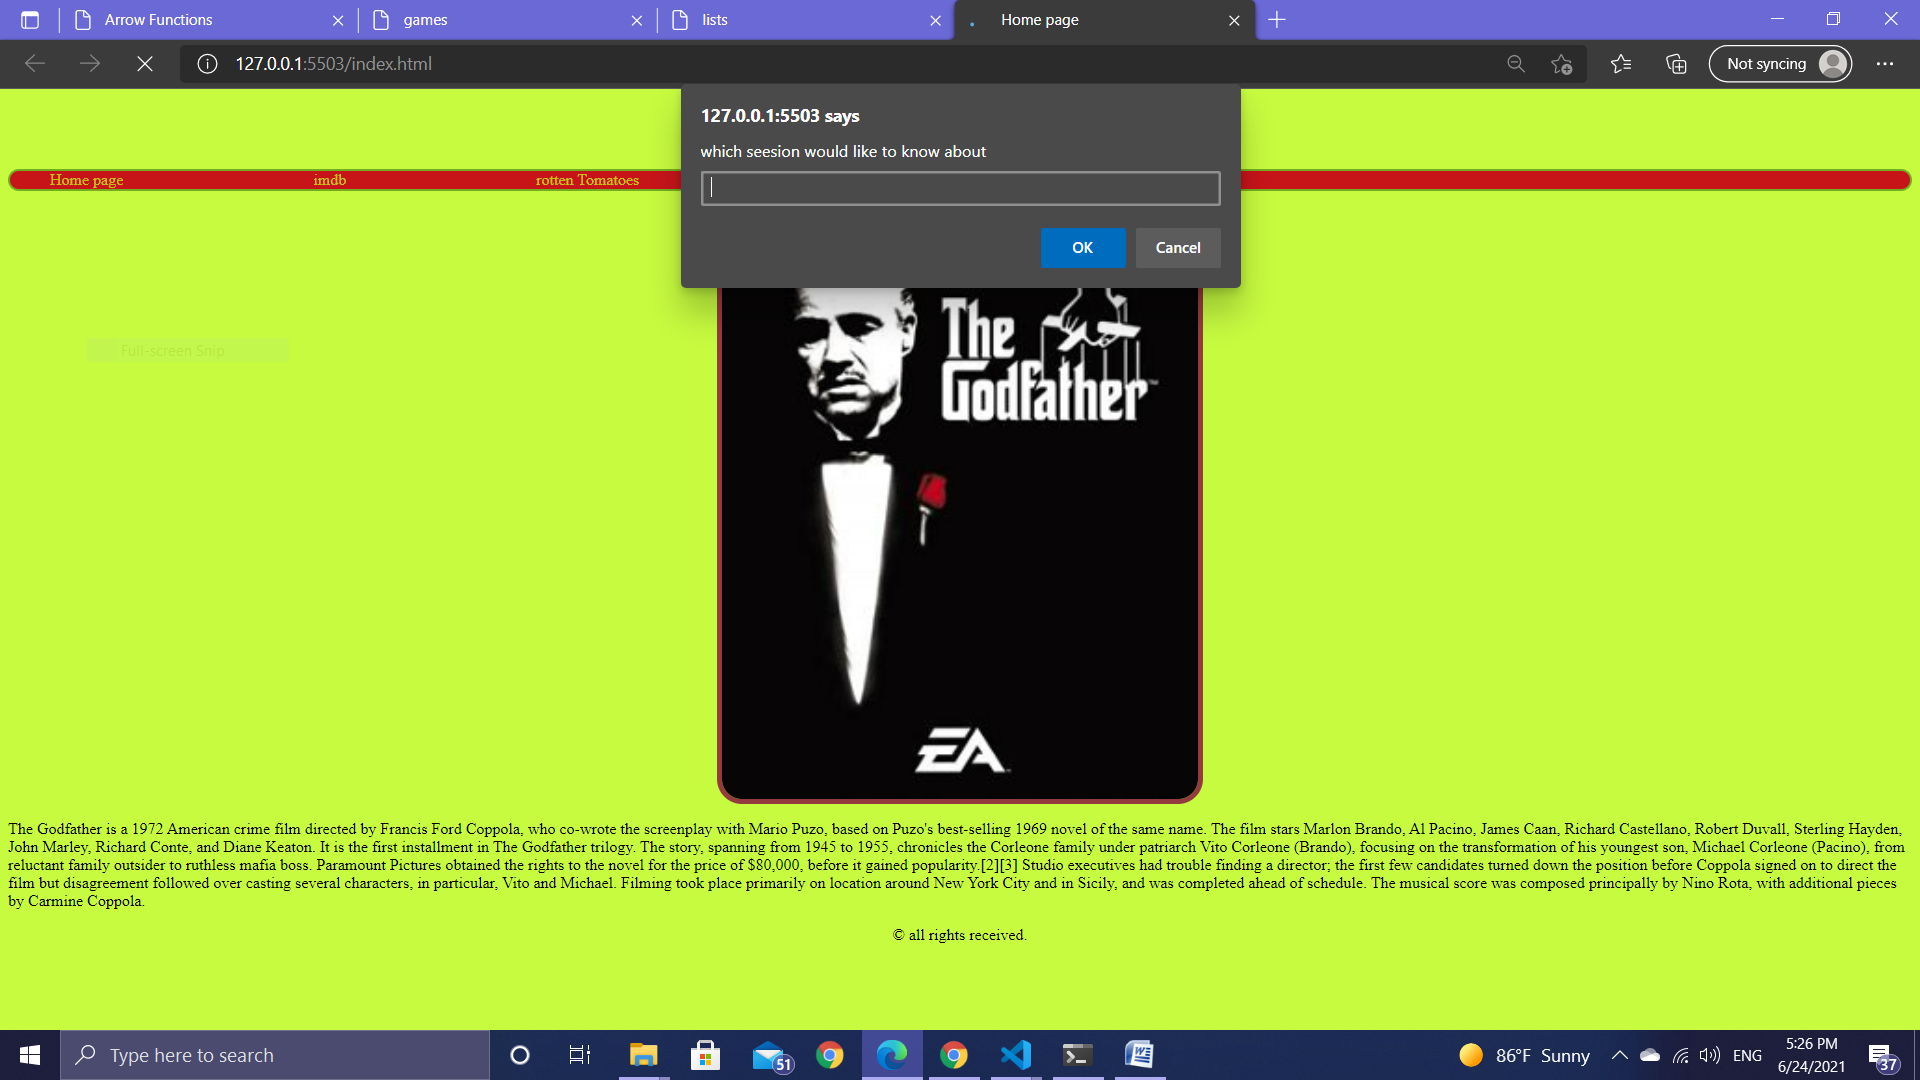 Arrow Functions
games
lists
Home page
127.0.0.1:5503/index.html
Not syncing
127.0.0.1:5503 says
which seesion would like to know about
OK
Cancel
Home page
imdb
rotten Tomatoes
Full-screen Snip
The Godfather™
EA™
The Godfather is a 1972 American crime film directed by Francis Ford Coppola, who co-wrote the screenplay with Mario Puzo, based on Puzo's best-selling 1969 novel of the same name. The film stars Marlon Brando, Al Pacino, James Caan, Richard Castellano, Robert Duvall, Sterling Hayden,
John Marley, Richard Conte, and Diane Keaton. It is the first installment in The Godfather trilogy. The story, spanning from 1945 to 1955, chronicles the Corleone family under patriarch Vito Corleone (Brando), focusing on the transformation of his youngest son, Michael Corleone (Pacino), from
reluctant family outsider to ruthless mafia boss. Paramount Pictures obtained the rights to the novel for the price of $80,000, before it gained popularity.[2][3] Studio executives had trouble finding a director; the first few candidates turned down the position before Coppola signed on to direct the
film but disagreement followed over casting several characters, in particular, Vito and Michael. Filming took place primarily on location around New York City and in Sicily, and was completed ahead of schedule. The musical score was composed principally by Nino Rota, with additional pieces
by Carmine Coppola.
© all rights received.
Type here to search
51
86°F Sunny
ENG
5:26 PM
6/24/2021
37